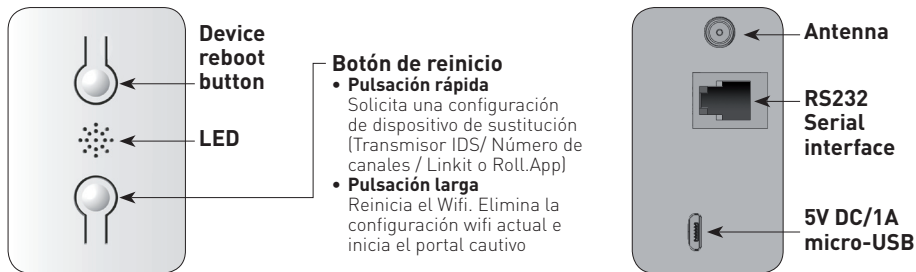 Device
reboot
button
LED
Botón de reinicio
• Pulsación rápida
Solicita una configuración
de dispositivo de sustitución
(Transmisor IDS/ Número de
canales / Linkit o Roll.App)
• Pulsación larga
Reinicia el Wifi. Elimina la
configuración wifi actual e
inicia el portal cautivo
Antenna
RS232
Serial
interface
5V DC/1A
micro-USB